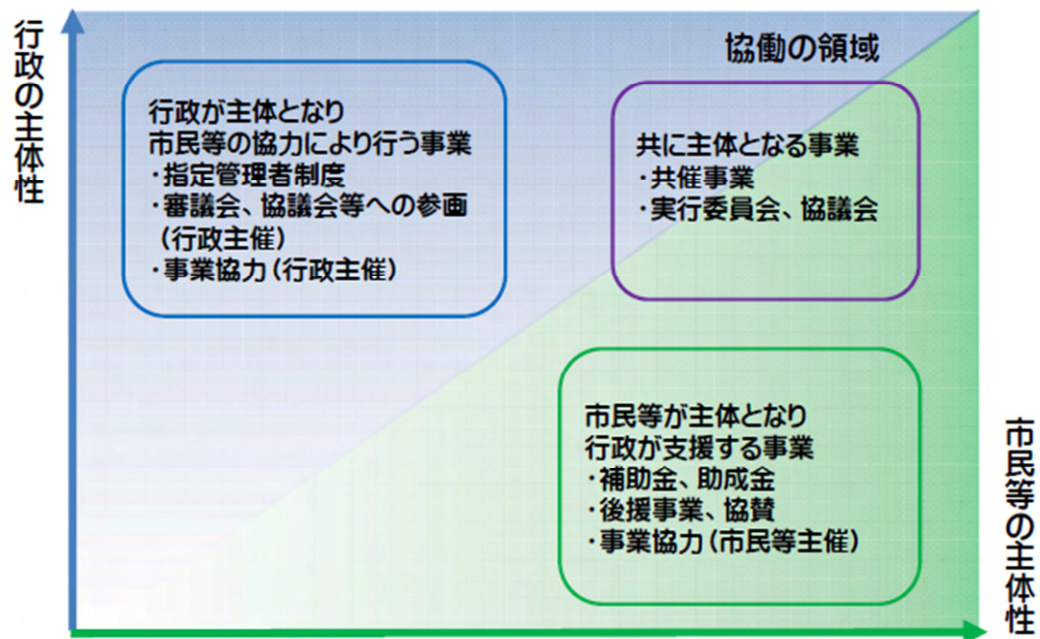 行政の主体性
協働の領域
行政が主体となり
市民等の協力により行う事業
・指定管理者制度
・審議会、協議会等への参画
(行政主催)
・事業協力(行政主催)
共に主体となる事業
・共催事業
・実行委員会、協議会
市民等が主体となり
行政が支援する事業
・補助金、助成金
・後援事業、協賛
・事業協力(市民等主催)
市民等の主体性